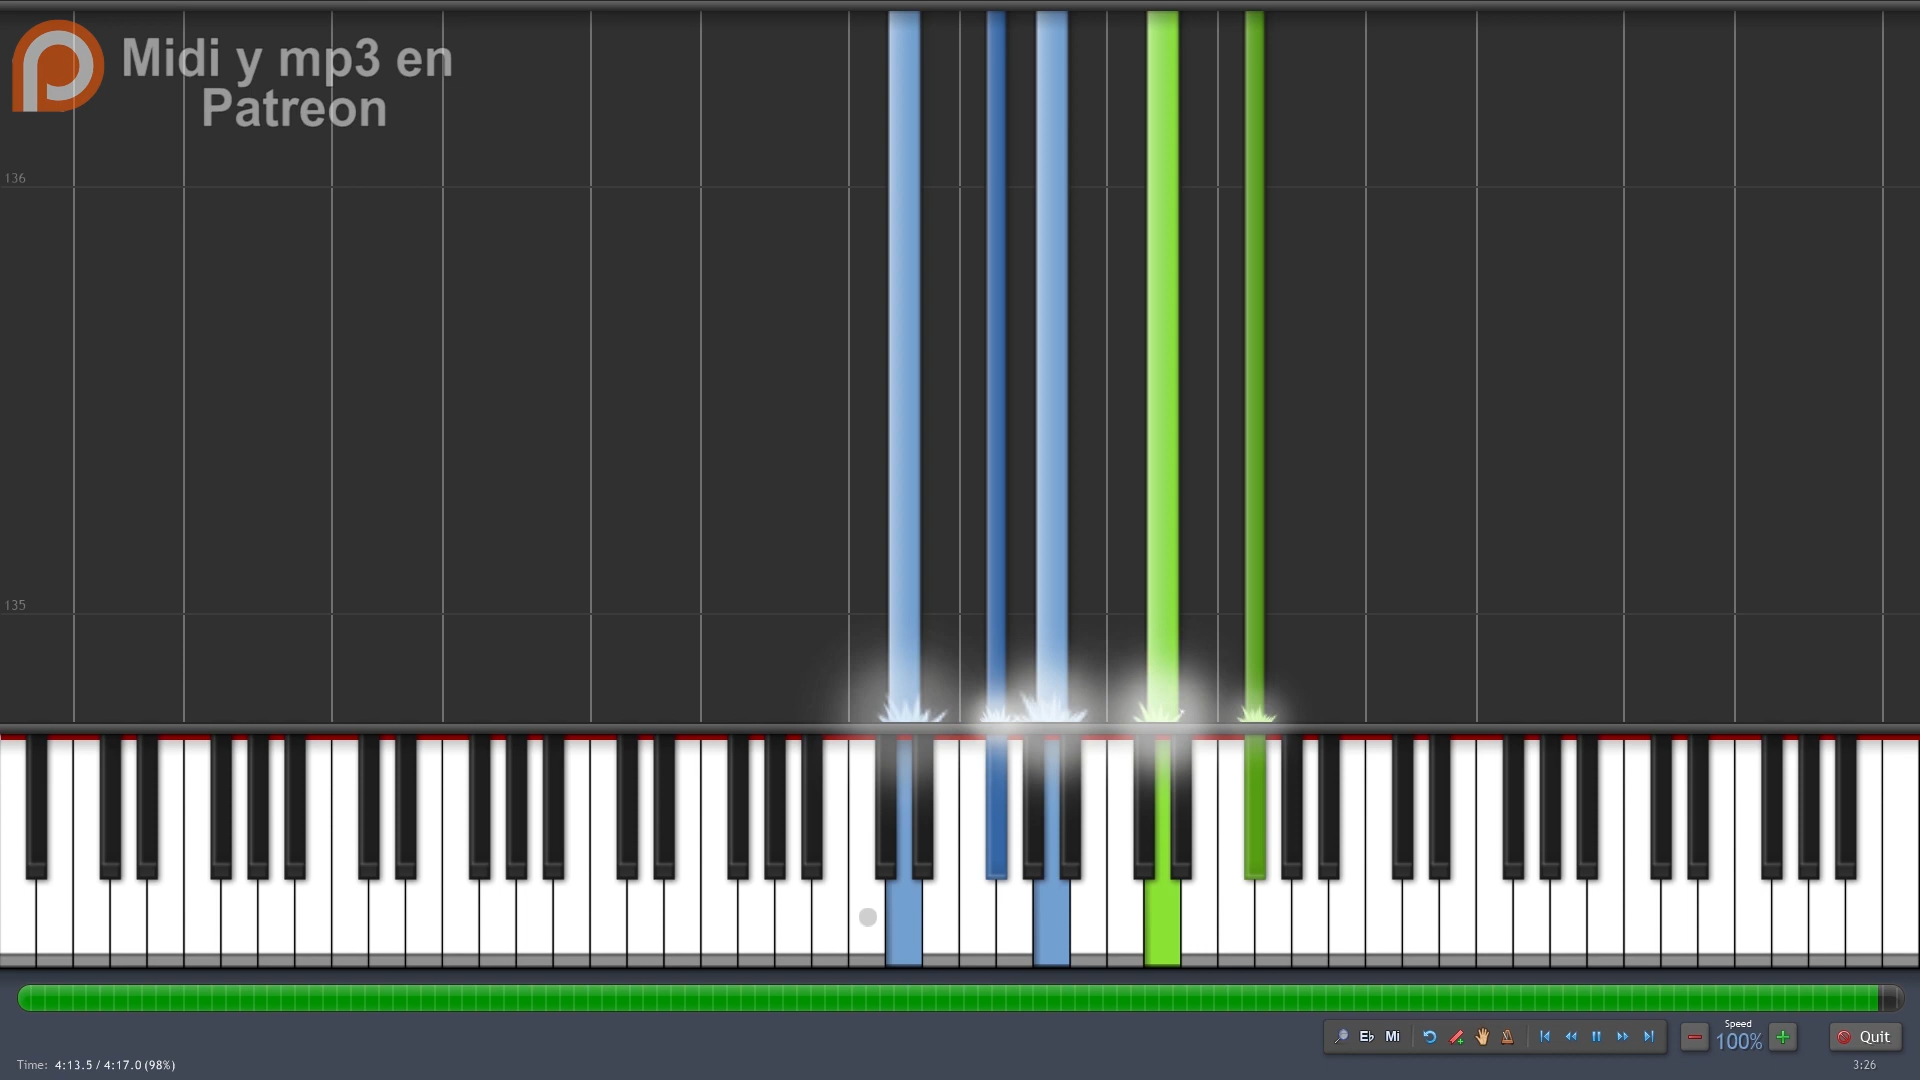 Midi y mp3 en
Patreon
136
135
Speed
E♭ Mi 100% Quit
Time: 4:13.5 / 4:17.0 (98%) 3:26